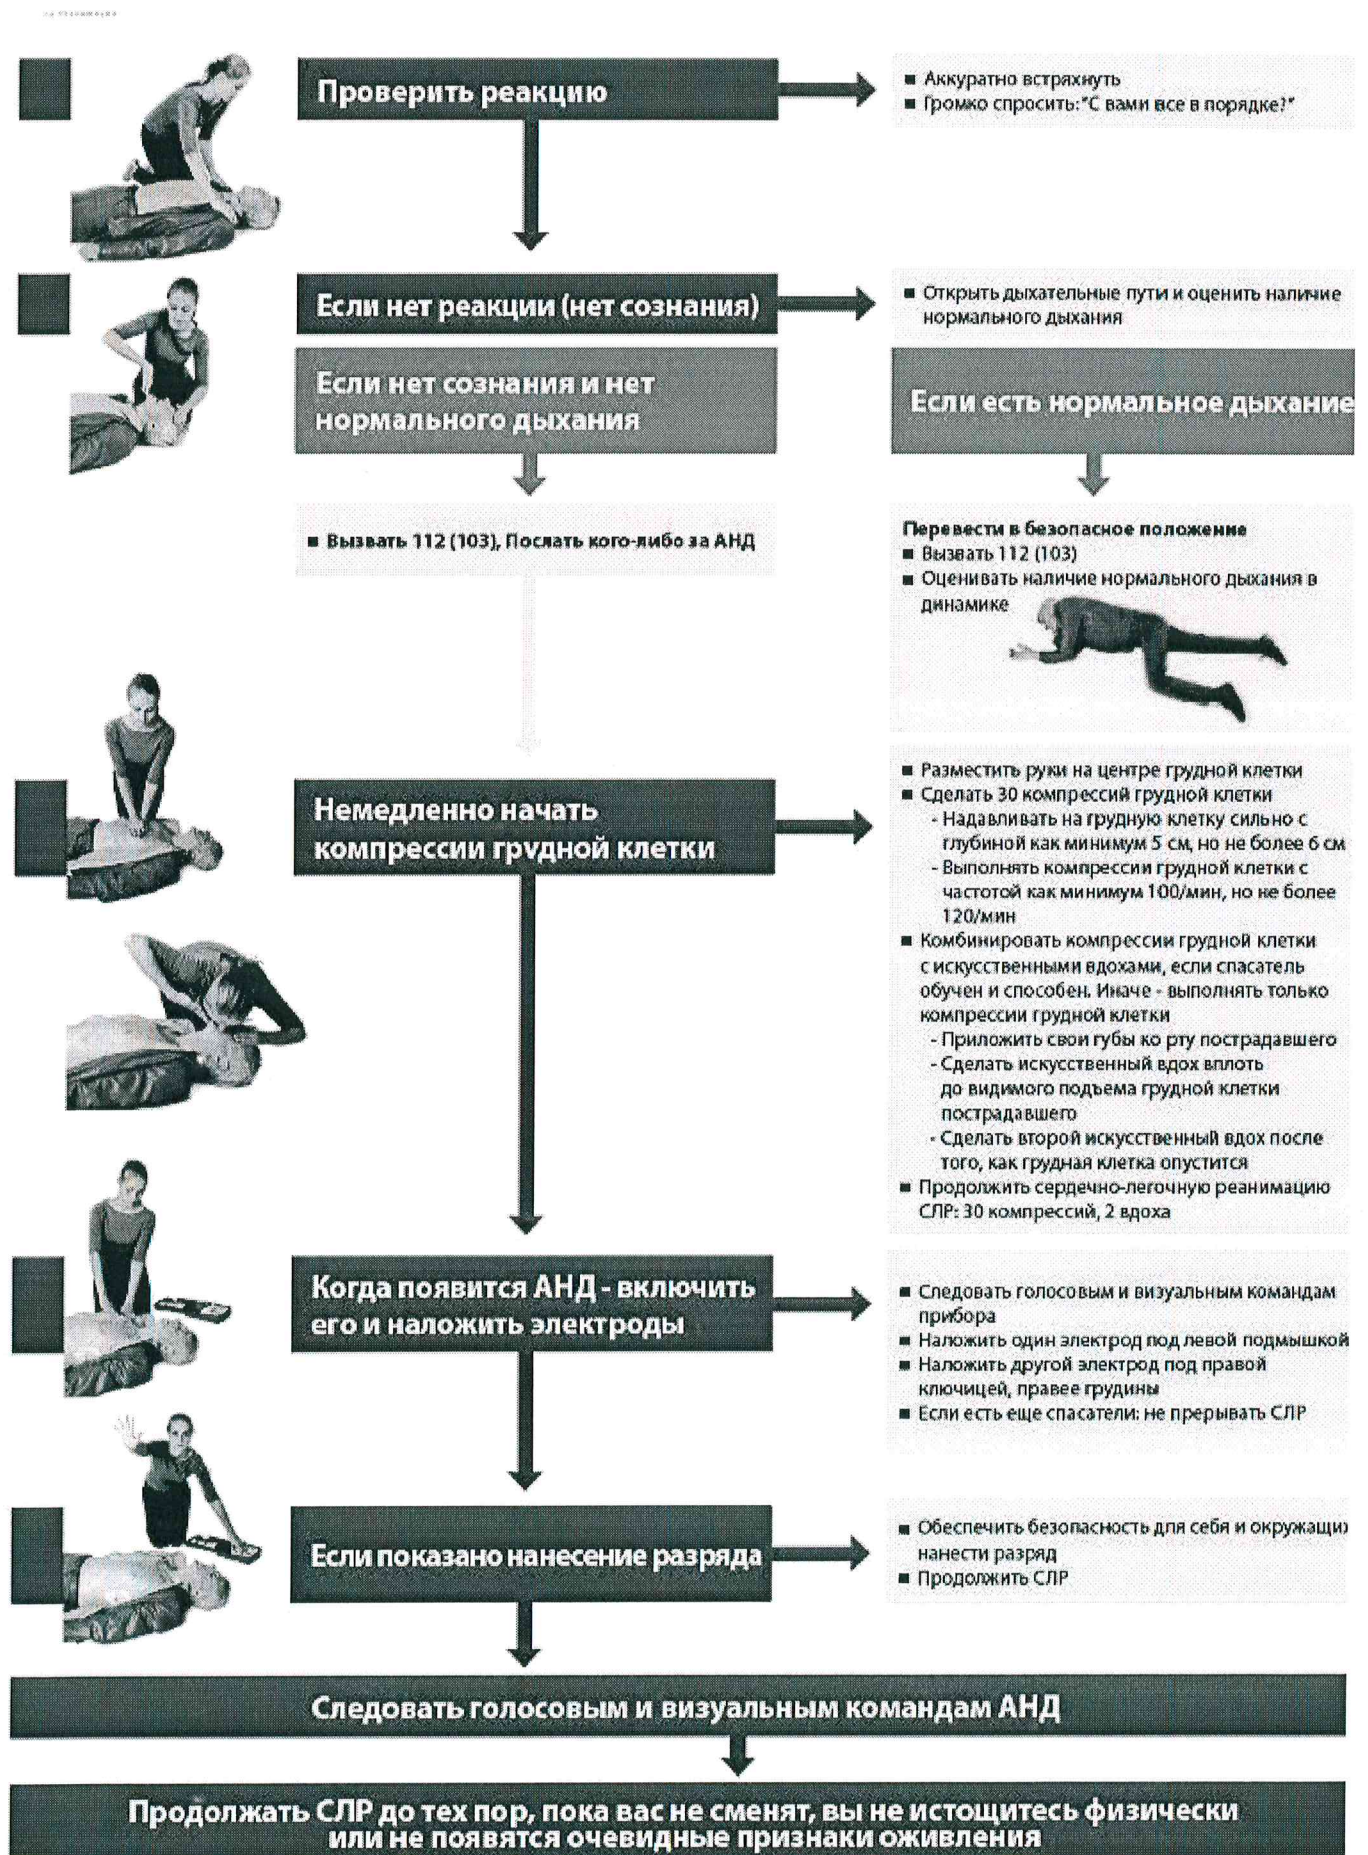 Проверить реакцию
■ Аккуратно встряхнуть
■ Громко спросить: "С вами все в порядке?"
Если нет реакции (нет сознания)
■ Открыть дыхательные пути и оценить наличие
нормального дыхания
Если нет сознания и нет
нормального дыхания
Если есть нормальное дыхание
■ Вызвать 112 (103), Послать кого-либо за АНД
Перевести в безопасное положение
■ Вызвать 112 (103)
■ Оценивать наличие нормального дыхания в
динамике
Немедленно начать
компрессии грудной клетки
■ Разместить руки на центре грудной клетки
■ Сделать 30 компрессий грудной клетки
- Надавливать на грудную клетку сильно с
глубиной как минимум 5 см, но не более 6 см
- Выполнять компрессии грудной клетки с
частотой как минимум 100/мин, но не более
120/мин
■ Комбинировать компрессии грудной клетки
с искусственными вдохами, если спасатель
обучен и способен. Иначе - выполнять только
компрессии грудной клетки
- Приложить свои губы ко рту пострадавшего
- Сделать искусственный вдох вплоть
до видимого подъема грудной клетки
пострадавшего
- Сделать второй искусственный вдох после
того, как грудная клетка опустится
■ Продолжить сердечно-легочную реанимацию
СЛР: 30 компрессий, 2 вдоха
Когда появится АНД - включить
его и наложить электроды
■ Следовать голосовым и визуальным командам
прибора
■ Наложить один электрод под левой подмышкой
■ Наложить другой электрод под правой
ключицей, правее грудины
■ Если есть еще спасатели: не прерывать СЛР
Если показано нанесение разряда
■ Обеспечить безопасность для себя и
нанести разряд
■ Продолжить СЛР
Следовать голосовым и визуальным командам АНД
Продолжать СЛР до тех пор, пока вас не сменят, вы не истощитесь физически
или не появятся очевидные признаки оживления